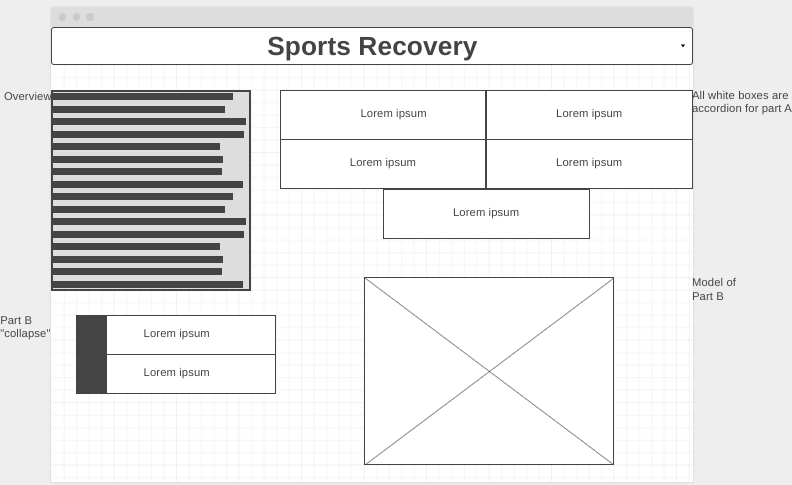 Sports Recovery
Overview
Lorem ipsum
Lorem ipsum
All white boxes are
accordion for part A
Lorem ipsum
Lorem ipsum
Lorem ipsum
Model of
Part B
Part B
"collapse"
Lorem ipsum
Lorem ipsum